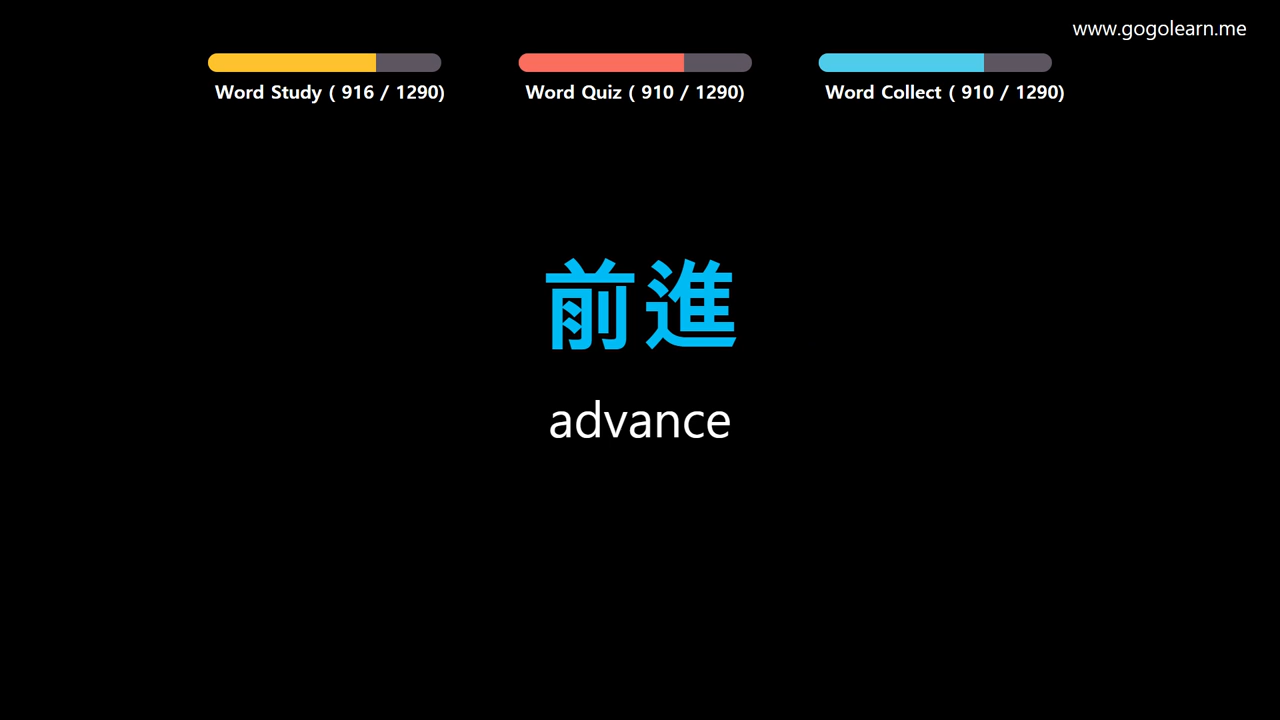 www.gogolearn.me
Word Study ( 916 / 1290)
Word Quiz ( 910 / 1290)
Word Collect ( 910 / 1290)
前進
advance